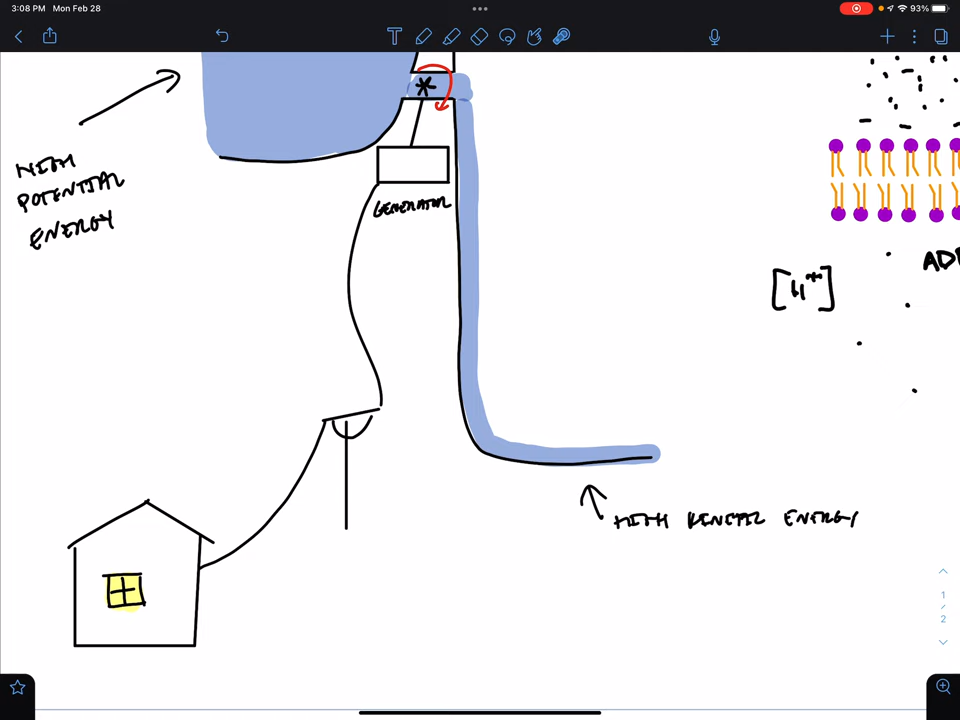 3:08 PM Mon Feb 28
93%
HIGH
POTENTIAL
ENERGY
GENERATOR
[H+]
HIGH KINETIC ENERGY
1
/
2